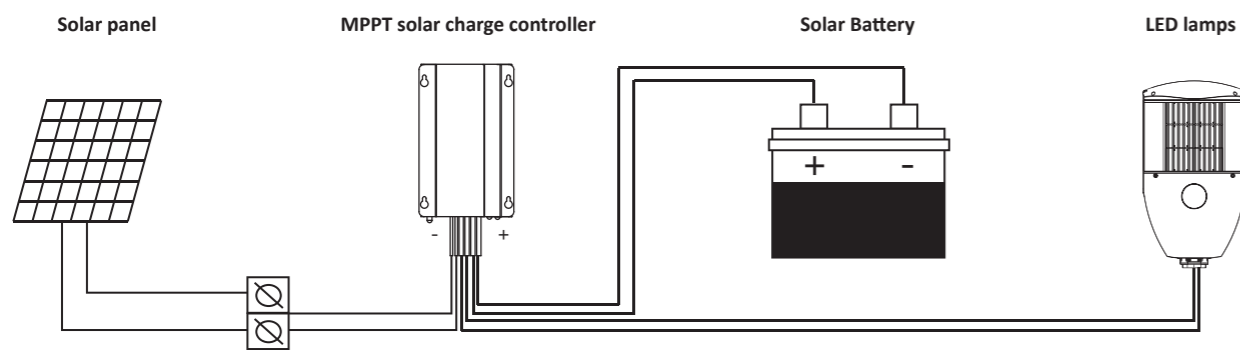 Solar panel
MPPT solar charge controller
Solar Battery
LED lamps
+ -
- +